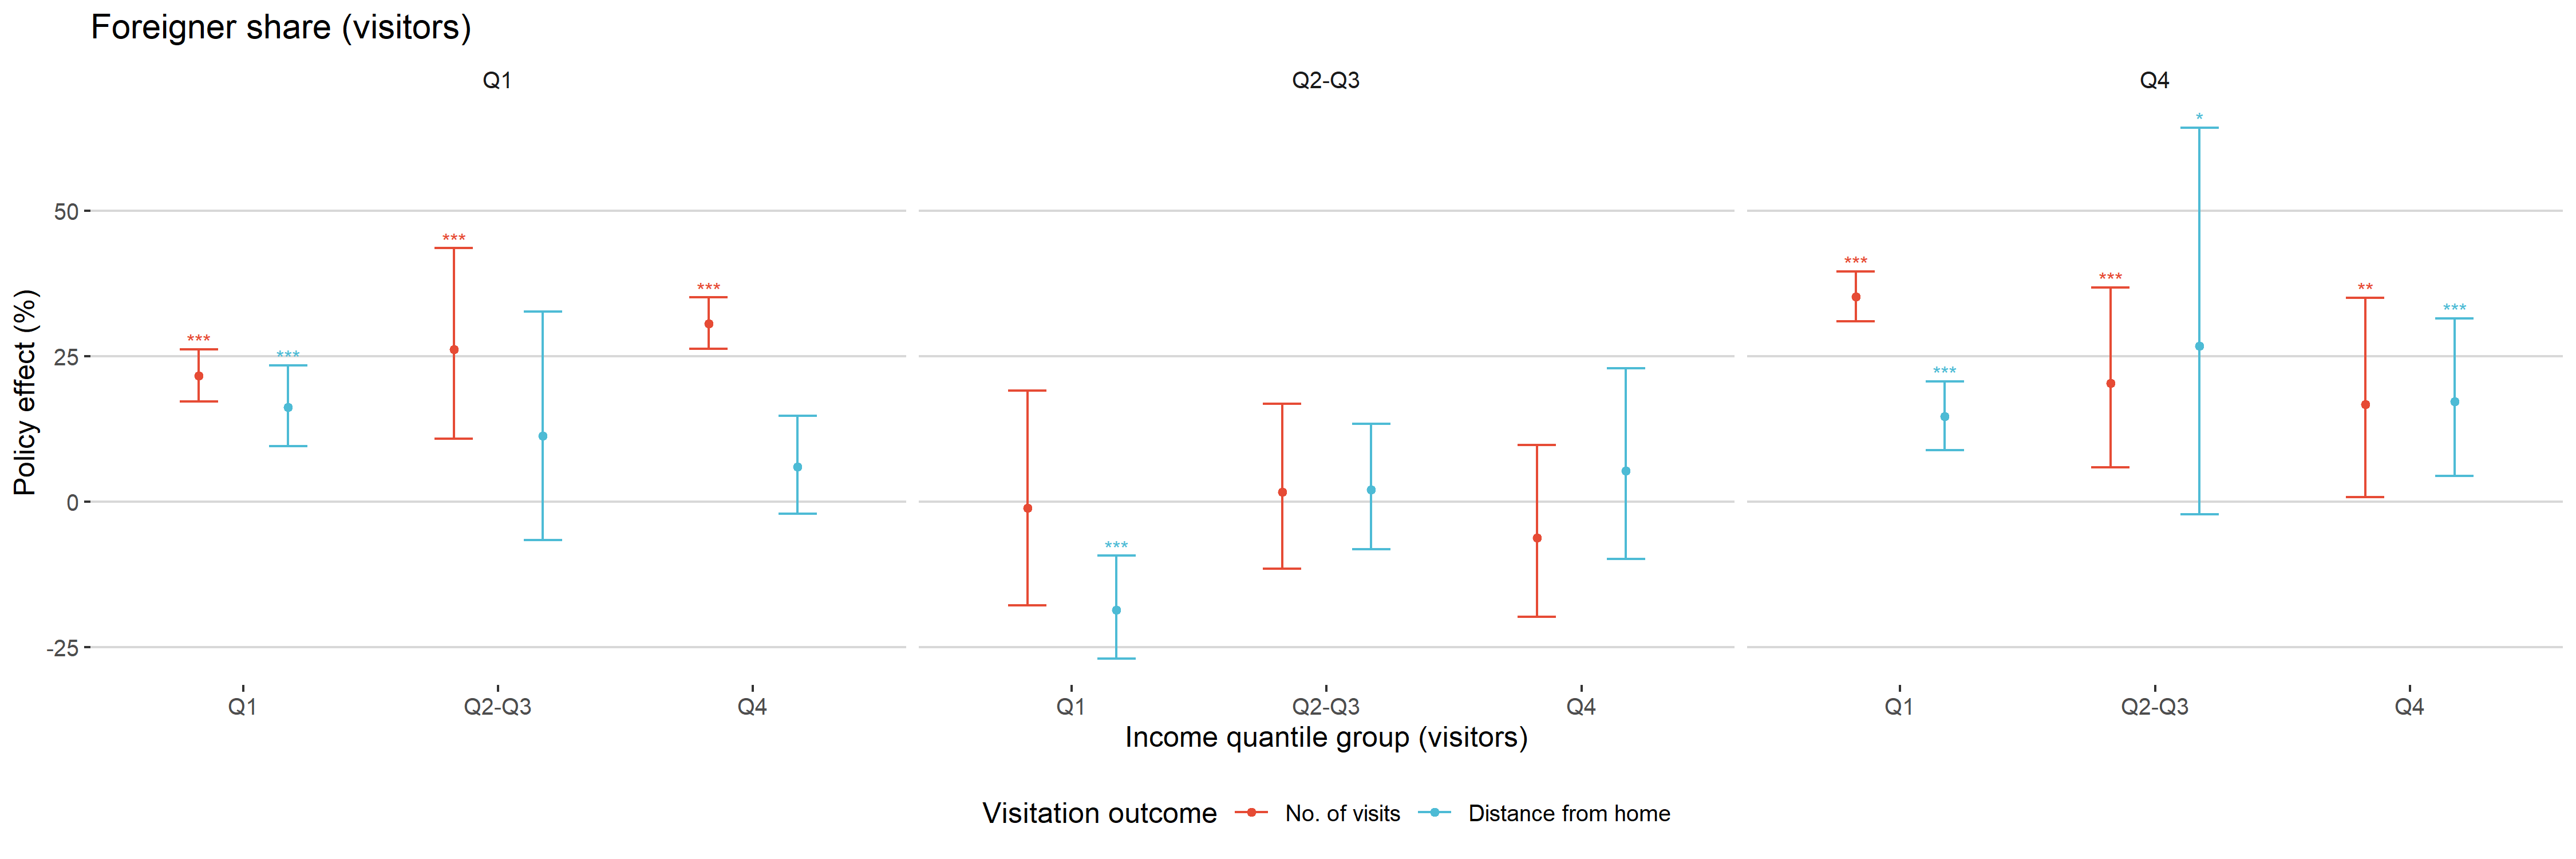 Foreigner share (visitors)
Q1 Q2-Q3 Q4
Policy effect (%)
50
25
0
-25
*** *** *** ***
***
*** *** * *** ** ***
Q1 Q2-Q3 Q4 Q1 Q2-Q3 Q4 Q1 Q2-Q3 Q4
Income quantile group (visitors)
Visitation outcome No. of visits Distance from home